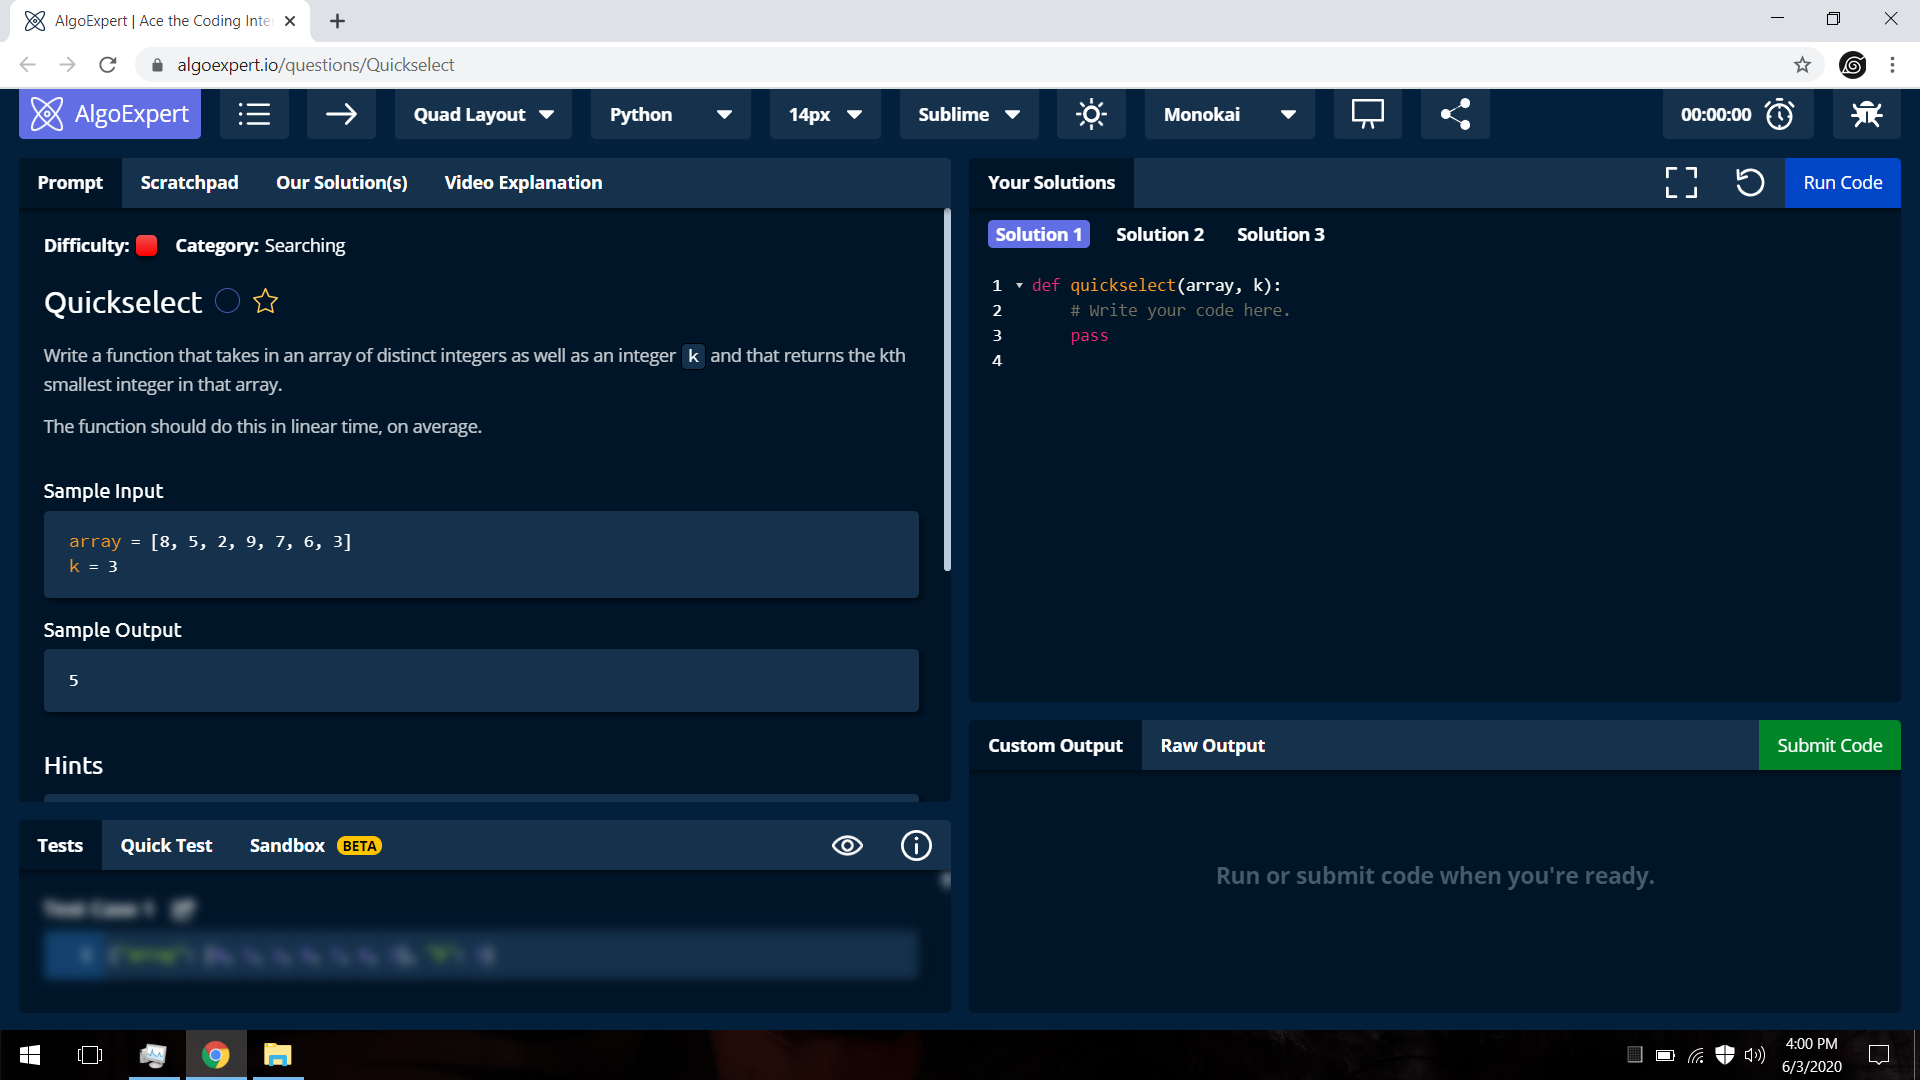 AlgoExpert | Ace the Coding Inte
algoexpert.io/questions/Quickselect
AlgoExpert
Quad Layout
Python
14px
Sublime
Monokai
00:00:00
Prompt
Scratchpad
Our Solution(s)
Video Explanation
Difficulty: Category: Searching
Quickselect
Write a function that takes in an array of distinct integers as well as an integer k and that returns the kth
smallest integer in that array.
The function should do this in linear time, on average.
Sample Input
array = [8, 5, 2, 9, 7, 6, 3]
k = 3
Sample Output
5
Hints
Tests
Quick Test
Sandbox BETA
Test Case 1
Your Solutions
Run Code
Solution 1
Solution 2
Solution 3
1 def quickselect(array, k):
2 # Write your code here.
3 pass
4
Custom Output
Raw Output
Submit Code
Run or submit code when you're ready.
4:00 PM
6/3/2020